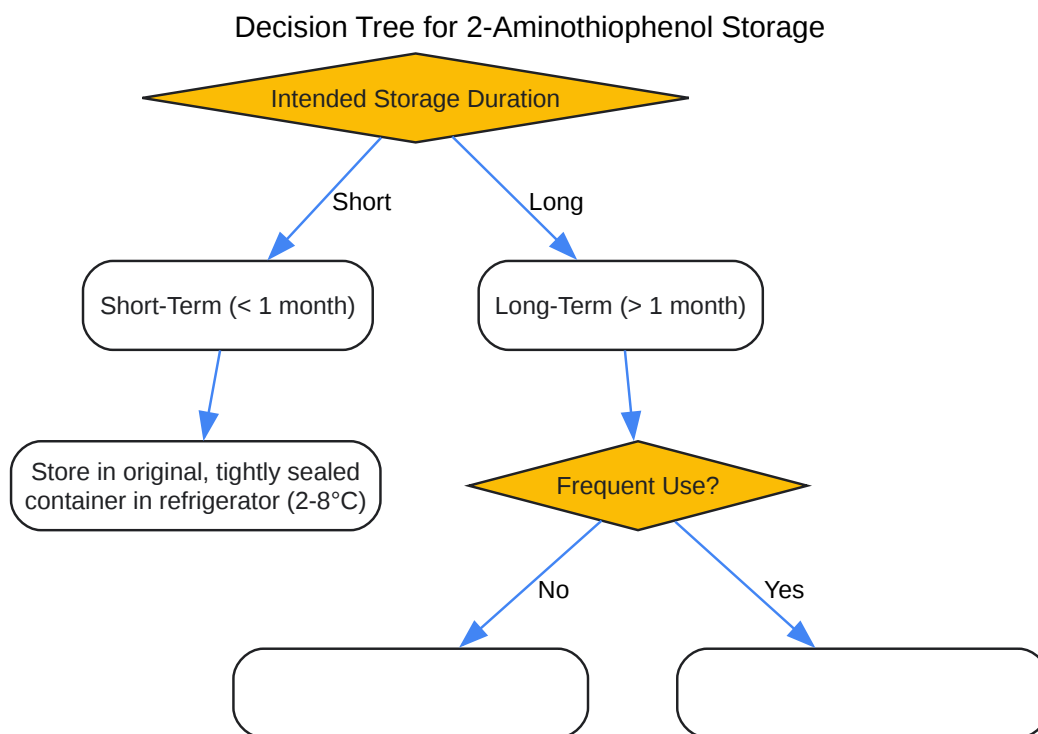 Decision Tree for 2-Aminothiophenol Storage
Intended Storage Duration
Short
Long
Short-Term (< 1 month)
Long-Term (> 1 month)
Store in original, tightly sealed
container in refrigerator (2-8°C)
Frequent Use?
No
Yes